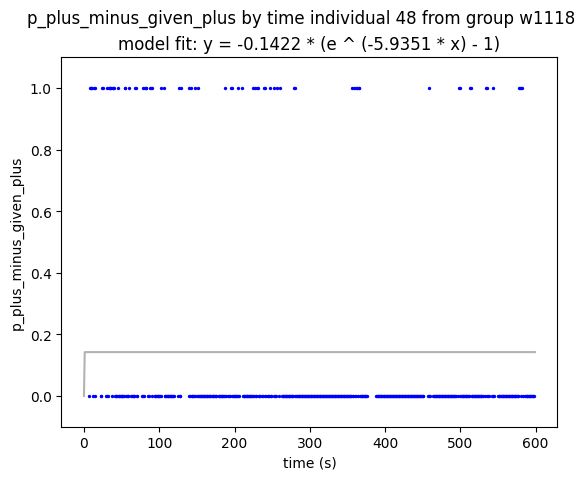 p_plus_minus_given_plus by time individual 48 from group w1118
model fit: y = -0.1422 * (e ^ (-5.9351 * x) - 1)
1.0
0.8
0.6
0.4
0.2
0.0
p_plus_minus_given_plus
0 100 200 300 400 500 600
time (s)